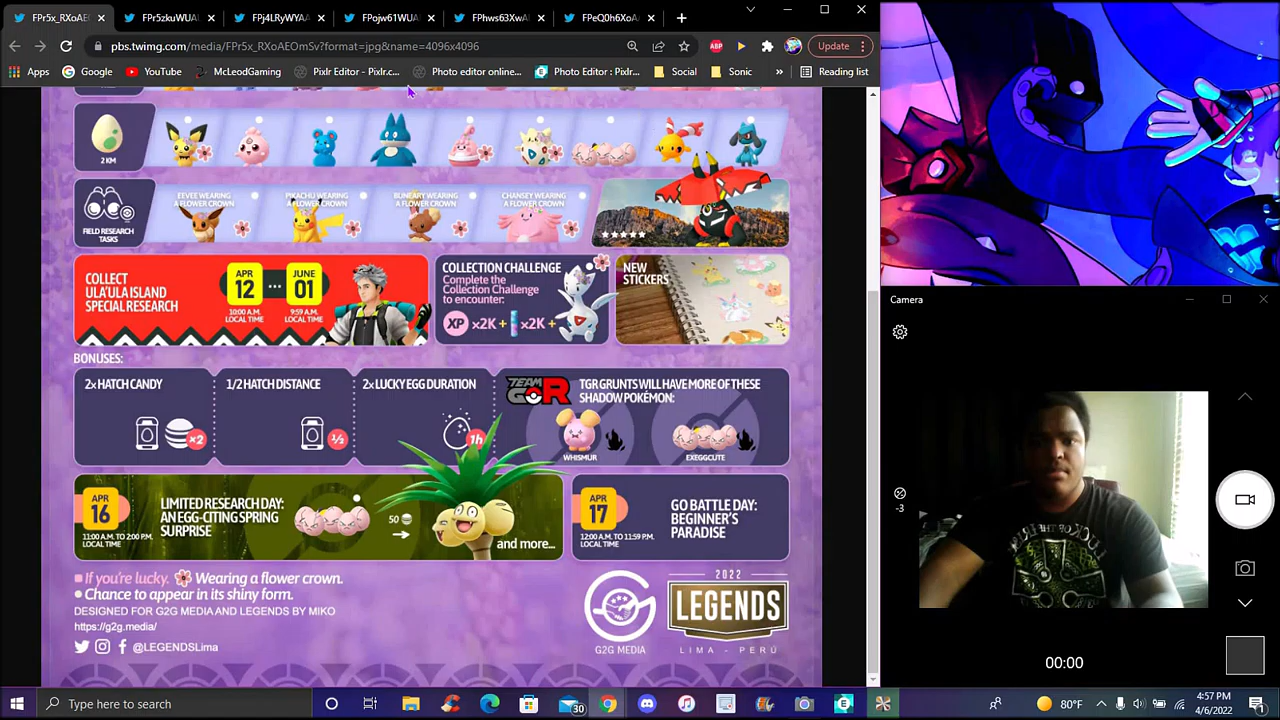 FPr5x_RXoAE
FPr5zkuWUA
FPj4LRyWYAA
FPojw61WUA
FPhws63XwA
FPeQ0h6XoA
pbs.twimg.com/media/FPr5x_RXoAEOmSv?format=jpg&name=4096x4096
ABP
Update
Apps
Google
YouTube
McLeodGaming
Pixlr Editor - Pixlr.c...
Photo editor online...
Photo Editor : Pixlr...
Social
Sonic
»
Reading list
2 KM
FIELD RESEARCH
TASKS
EEVEE WEARING
A FLOWER CROWN
PIKACHU WEARING
A FLOWER CROWN
BUNEARY WEARING
A FLOWER CROWN
CHANSEY WEARING
A FLOWER CROWN
COLLECT
ULA'ULA ISLAND
SPECIAL RESEARCH
APR
12
10:00 A.M.
LOCAL TIME
...
JUNE
01
9:59 A.M.
LOCAL TIME
COLLECTION CHALLENGE
Complete the
Collection Challenge
to encounter:
XP x2K + x2K +
NEW
STICKERS
BONUSES:
2x HATCH CANDY
x2
1/2 HATCH DISTANCE
1/2
2x LUCKY EGG DURATION
1h
TEAM
GO R
TGR GRUNTS WILL HAVE MORE OF THESE
SHADOW POKÉMON:
WHISMUR
EXEGGCUTE
APR
16
11:00 A.M. TO 2:00 P.M.
LOCAL TIME
LIMITED RESEARCH DAY:
AN EGG-CITING SPRING
SURPRISE
50
and more...
APR
17
12:00 A.M. TO 11:59 P.M.
LOCAL TIME
GO BATTLE DAY:
BEGINNER'S
PARADISE
If you're lucky. Wearing a flower crown.
Chance to appear in its shiny form.
DESIGNED FOR G2G MEDIA AND LEGENDS BY MIKO
https://g2g.media/
@LEGENDSLima
G2G MEDIA
2022
LEGENDS
LIMA - PERÚ
Camera
-3
00:00
Type here to search
30
80°F
4:57 PM
4/6/2022
1